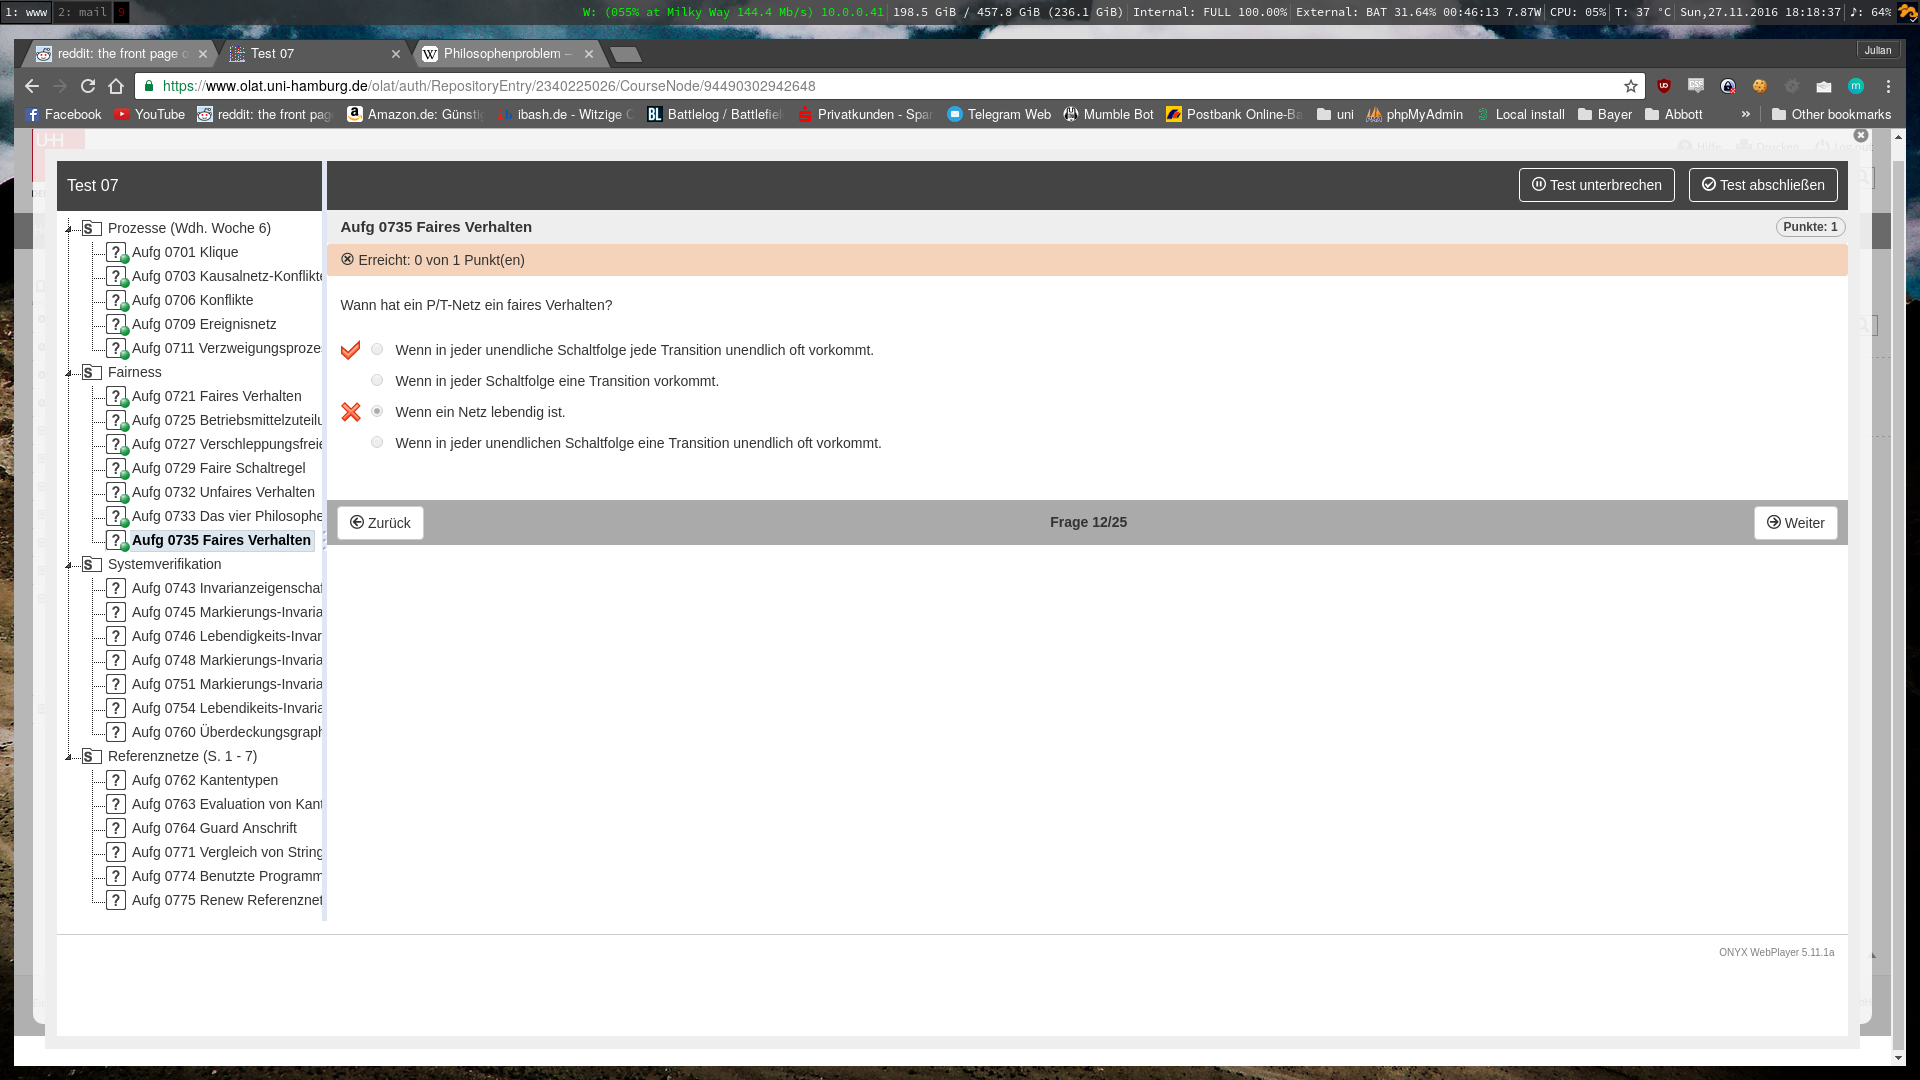 1: www 2: mail 9 W: (055% at Milky Way 144.4 Mb/s) 10.0.0.41 198.5 GiB / 457.8 GiB (236.1 GiB) Internal: FULL 100.00% External: BAT 31.64% 00:46:13 7.87W CPU: 05% T: 37 °C Sun,27.11.2016 18:18:37 ♪: 64%
reddit: the front page o Test 07 Philosophenproblem – Julian
https://www.olat.uni-hamburg.de/olat/auth/RepositoryEntry/2340225026/CourseNode/94490302942648
Facebook YouTube reddit: the front pag Amazon.de: Günsti ibash.de - Witzige Battlelog / Battlefiel Privatkunden - Spar Telegram Web Mumble Bot Postbank Online-Ba uni phpMyAdmin Local install Bayer Abbott » Other bookmarks
Test 07 Test unterbrechen Test abschließen
Prozesse (Wdh. Woche 6)
Aufg 0701 Klique
Aufg 0703 Kausalnetz-Konflikte
Aufg 0706 Konflikte
Aufg 0709 Ereignisnetz
Aufg 0711 Verzweigungsprozes
Fairness
Aufg 0721 Faires Verhalten
Aufg 0725 Betriebsmittelzuteilu
Aufg 0727 Verschleppungsfreie
Aufg 0729 Faire Schaltregel
Aufg 0732 Unfaires Verhalten
Aufg 0733 Das vier Philosophe
Aufg 0735 Faires Verhalten
Systemverifikation
Aufg 0743 Invarianzeigenschaf
Aufg 0745 Markierungs-Invaria
Aufg 0746 Lebendigkeits-Invar
Aufg 0748 Markierungs-Invaria
Aufg 0751 Markierungs-Invaria
Aufg 0754 Lebendikeits-Invaria
Aufg 0760 Überdeckungsgraph
Referenznetze (S. 1 - 7)
Aufg 0762 Kantentypen
Aufg 0763 Evaluation von Kant
Aufg 0764 Guard Anschrift
Aufg 0771 Vergleich von String
Aufg 0774 Benutzte Programm
Aufg 0775 Renew Referenznet
Aufg 0735 Faires Verhalten Punkte: 1
Erreicht: 0 von 1 Punkt(en)
Wann hat ein P/T-Netz ein faires Verhalten?
Wenn in jeder unendliche Schaltfolge jede Transition unendlich oft vorkommt.
Wenn in jeder Schaltfolge eine Transition vorkommt.
Wenn ein Netz lebendig ist.
Wenn in jeder unendlichen Schaltfolge eine Transition unendlich oft vorkommt.
Zurück Frage 12/25 Weiter
ONYX WebPlayer 5.11.1a